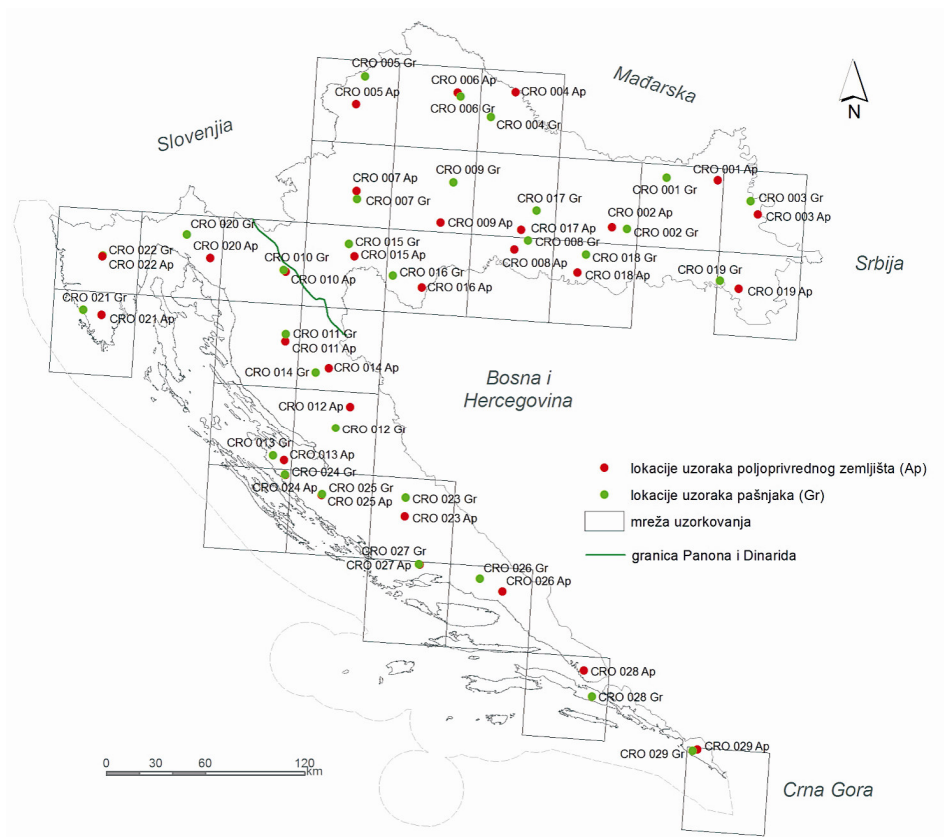 CRO 005 Gr
CRO 006 Ap
CRO 005 Ap
CRO 004 Ap
CRO 006 Gr
CRO 004 Gr
Mađarska
N
Slovenjia
CRO 009 Gr
CRO 001 Ap
CRO 007 Ap
CRO 001 Gr
CRO 007 Gr
CRO 003 Gr
CRO 017 Gr
CRO 002 Ap
CRO 003 Ap
CRO 009 Ap
CRO 017 Ap
CRO 002 Gr
CRO 020 Gr
CRO 015 Gr
CRO 008 Gr
CRO 022 Gr
CRO 020 Ap
CRO 010 Gr
CRO 015 Ap
CRO 008 Ap
CRO 018 Gr
Srbija
CRO 022 Ap
CRO 010 Ap
CRO 016 Gr
CRO 018 Ap
CRO 019 Gr
CRO 016 Ap
CRO 019 Ap
CRO 021 Gr
CRO 021 Ap
CRO 011 Gr
CRO 011 Ap
CRO 014 Gr
CRO 014 Ap
Bosna i
Hercegovina
CRO 012 Ap
CRO 012 Gr
CRO 013 Gr
CRO 013 Ap
CRO 024 Gr
CRO 024 Ap
CRO 025 Gr
CRO 025 Ap
CRO 023 Gr
CRO 023 Ap
lokacije uzoraka poljoprivrednog zemljišta (Ap)
lokacije uzoraka pašnjaka (Gr)
mreža uzorkovanja
granica Panona i Dinarida
CRO 027 Gr
CRO 027 Ap
CRO 026 Gr
CRO 026 Ap
CRO 028 Ap
CRO 028 Gr
CRO 029 Gr
CRO 029 Ap
0 30 60 120
km
Crna Gora